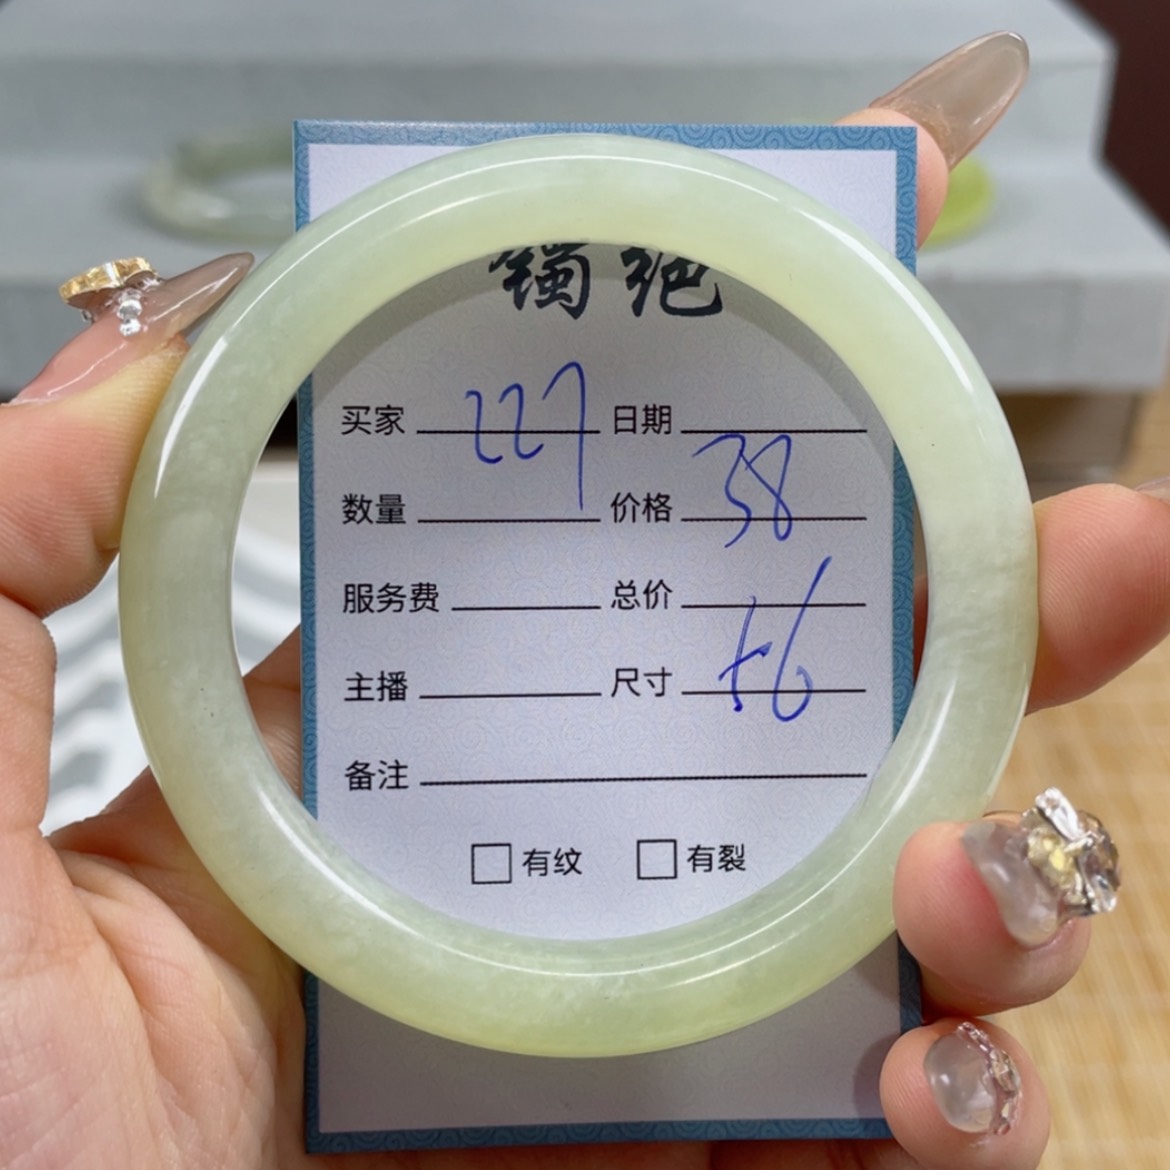 镯绝
买家 227 日期
数量 价格 38
服务费 总价
主播 尺寸 56
备注
有纹 有裂